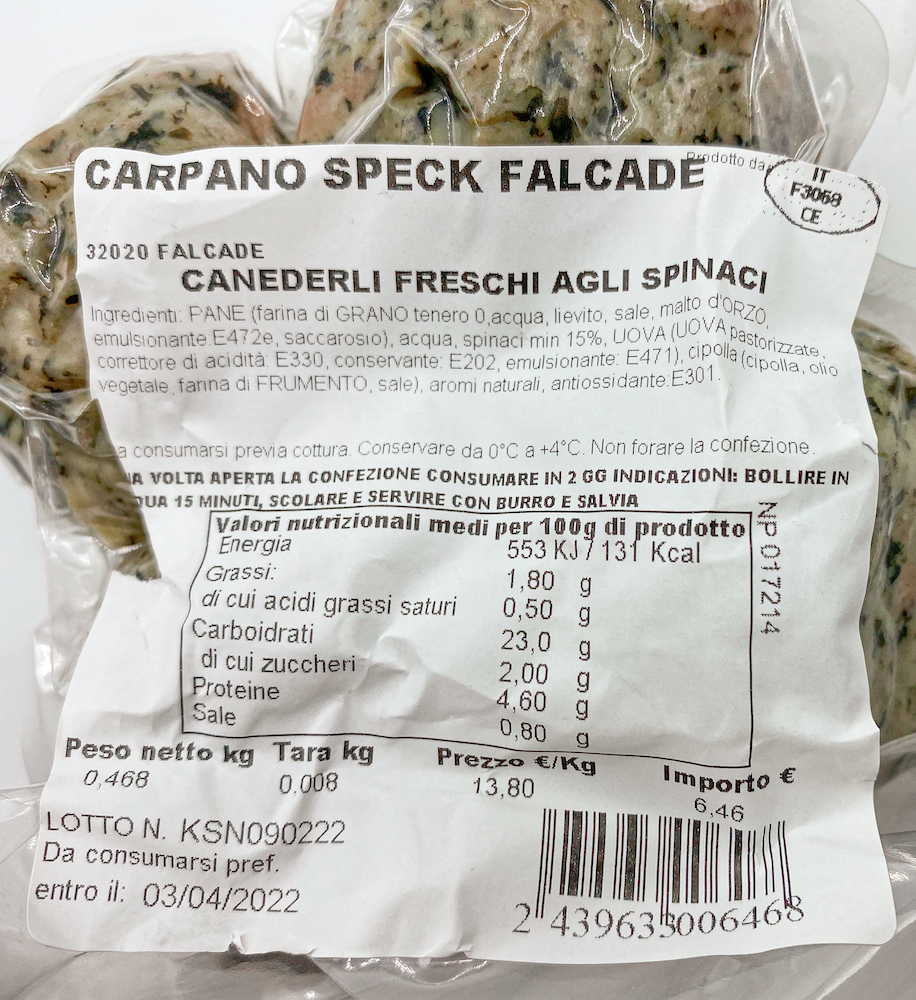 CARPANO SPECK FALCADE
Prodotto da
IT
F3068
CE
32020 FALCADE
CANEDERLI FRESCHI AGLI SPINACI
Ingredienti: PANE (farina di GRANO tenero 0,acqua, lievito, sale, malto d'ORZO,
emulsionante.E472e, saccarosio), acqua, spinaci min 15%, UOVA (UOVA pastorizzate,
correttore di acidità: E330, conservante: E202, emulsionante: E471), cipolla (cipolla, olio
vegetale, farina di FRUMENTO, sale), aromi naturali, antiossidante:E301.
a consumarsi previa cottura. Conservare da 0°C a +4°C. Non forare la confezione.
VOLTA APERTA LA CONFEZIONE CONSUMARE IN 2 GG INDICAZIONI: BOLLIRE IN
15 MINUTI, SCOLARE E SERVIRE CON BURRO E SALVIA
Valori nutrizionali medi per 100g di prodotto
Energia 553 KJ / 131 Kcal
Grassi: 1,80 g
di cui acidi grassi saturi 0,50 g
Carboidrati 23,0 g
di cui zuccheri 2,00 g
Proteine 4,60 g
Sale 0,80 g
NP 017214
Peso netto kg Tara kg Prezzo €/Kg Importo €
0,468 0,008 13,80 6,46
LOTTO N. KSN090222
Da consumarsi pref.
entro il: 03/04/2022
2 439633 006468